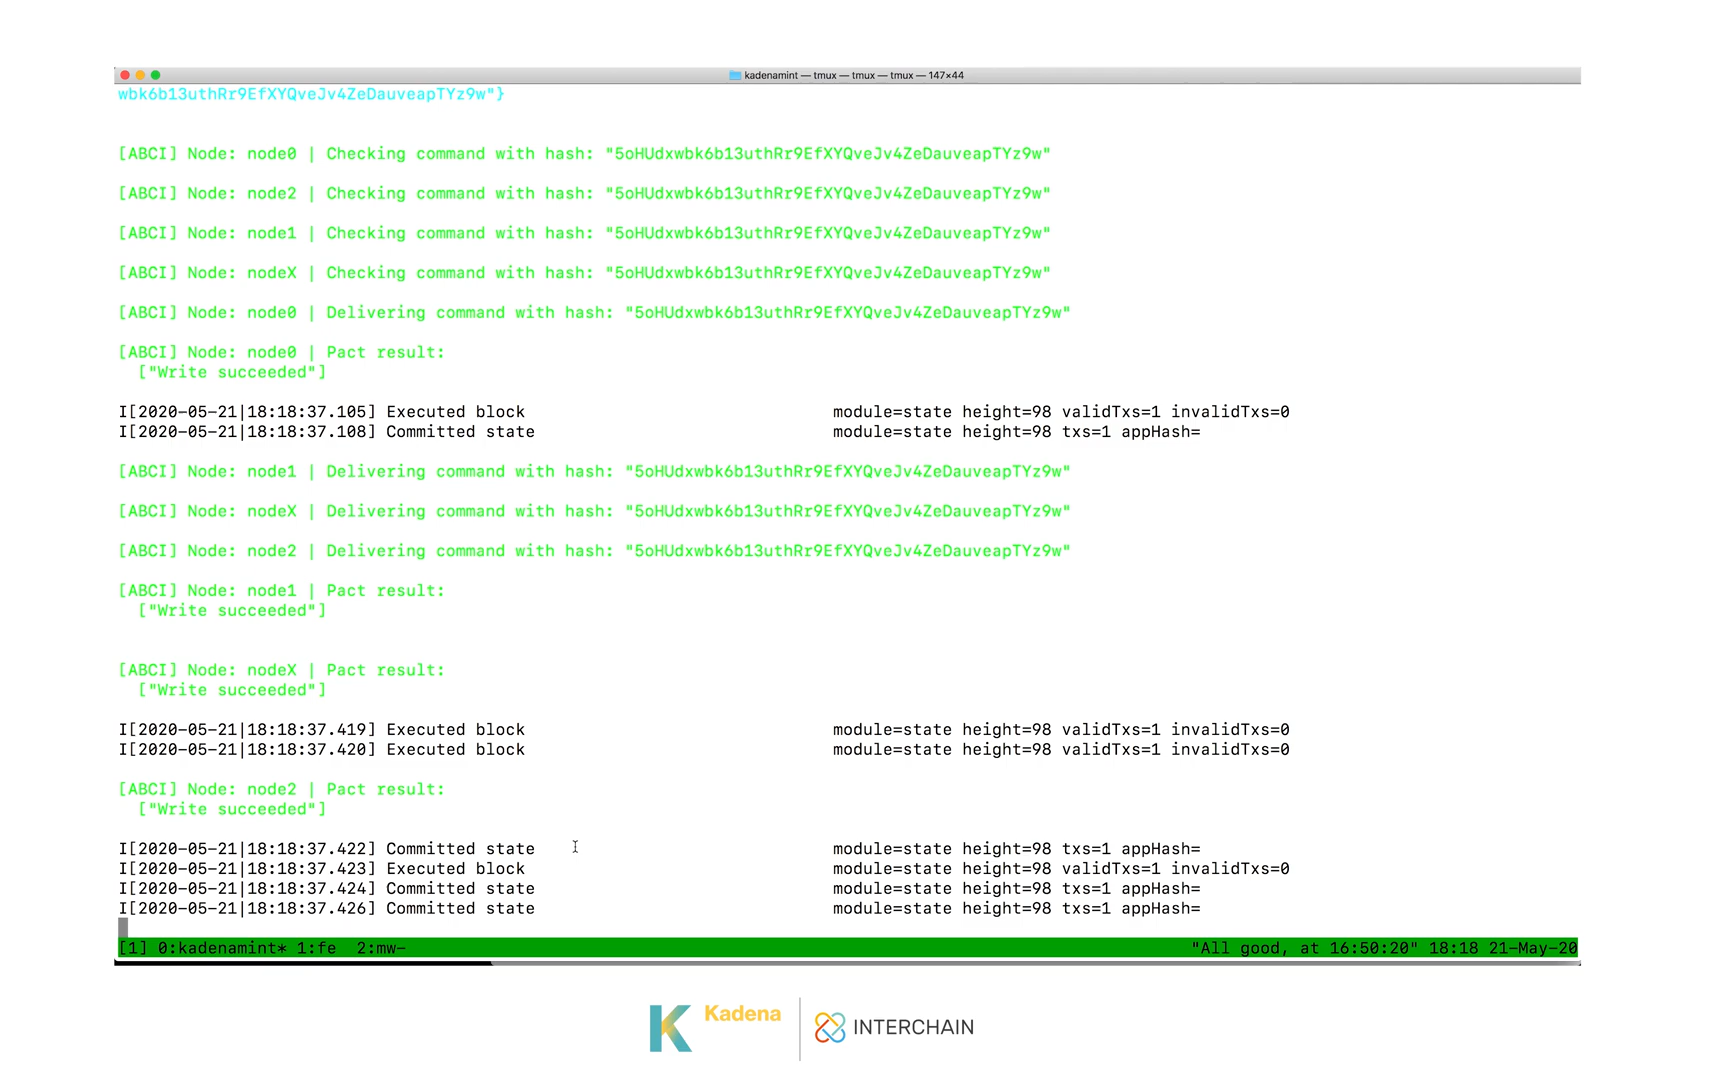 kadenamint — tmux — tmux — tmux — 147×44
wbk6b13uthRr9EfXYQveJv4ZeDauveapTYz9w"}
[ABCI] Node: node0 | Checking command with hash: "5oHUdxwbk6b13uthRr9EfXYQveJv4ZeDauveapTYz9w"
[ABCI] Node: node2 | Checking command with hash: "5oHUdxwbk6b13uthRr9EfXYQveJv4ZeDauveapTYz9w"
[ABCI] Node: node1 | Checking command with hash: "5oHUdxwbk6b13uthRr9EfXYQveJv4ZeDauveapTYz9w"
[ABCI] Node: nodeX | Checking command with hash: "5oHUdxwbk6b13uthRr9EfXYQveJv4ZeDauveapTYz9w"
[ABCI] Node: node0 | Delivering command with hash: "5oHUdxwbk6b13uthRr9EfXYQveJv4ZeDauveapTYz9w"
[ABCI] Node: node0 | Pact result:
["Write succeeded"]
I[2020-05-21|18:18:37.105] Executed block module=state height=98 validTxs=1 invalidTxs=0
I[2020-05-21|18:18:37.108] Committed state module=state height=98 txs=1 appHash=
[ABCI] Node: node1 | Delivering command with hash: "5oHUdxwbk6b13uthRr9EfXYQveJv4ZeDauveapTYz9w"
[ABCI] Node: nodeX | Delivering command with hash: "5oHUdxwbk6b13uthRr9EfXYQveJv4ZeDauveapTYz9w"
[ABCI] Node: node2 | Delivering command with hash: "5oHUdxwbk6b13uthRr9EfXYQveJv4ZeDauveapTYz9w"
[ABCI] Node: node1 | Pact result:
["Write succeeded"]
[ABCI] Node: nodeX | Pact result:
["Write succeeded"]
I[2020-05-21|18:18:37.419] Executed block module=state height=98 validTxs=1 invalidTxs=0
I[2020-05-21|18:18:37.420] Executed block module=state height=98 validTxs=1 invalidTxs=0
[ABCI] Node: node2 | Pact result:
["Write succeeded"]
I[2020-05-21|18:18:37.422] Committed state module=state height=98 txs=1 appHash=
I[2020-05-21|18:18:37.423] Executed block module=state height=98 validTxs=1 invalidTxs=0
I[2020-05-21|18:18:37.424] Committed state module=state height=98 txs=1 appHash=
I[2020-05-21|18:18:37.426] Committed state module=state height=98 txs=1 appHash=
[1] 0:kadenamint* 1:fe 2:mw- "All good, at 16:50:20" 18:18 21-May-20
K Kadena INTERCHAIN